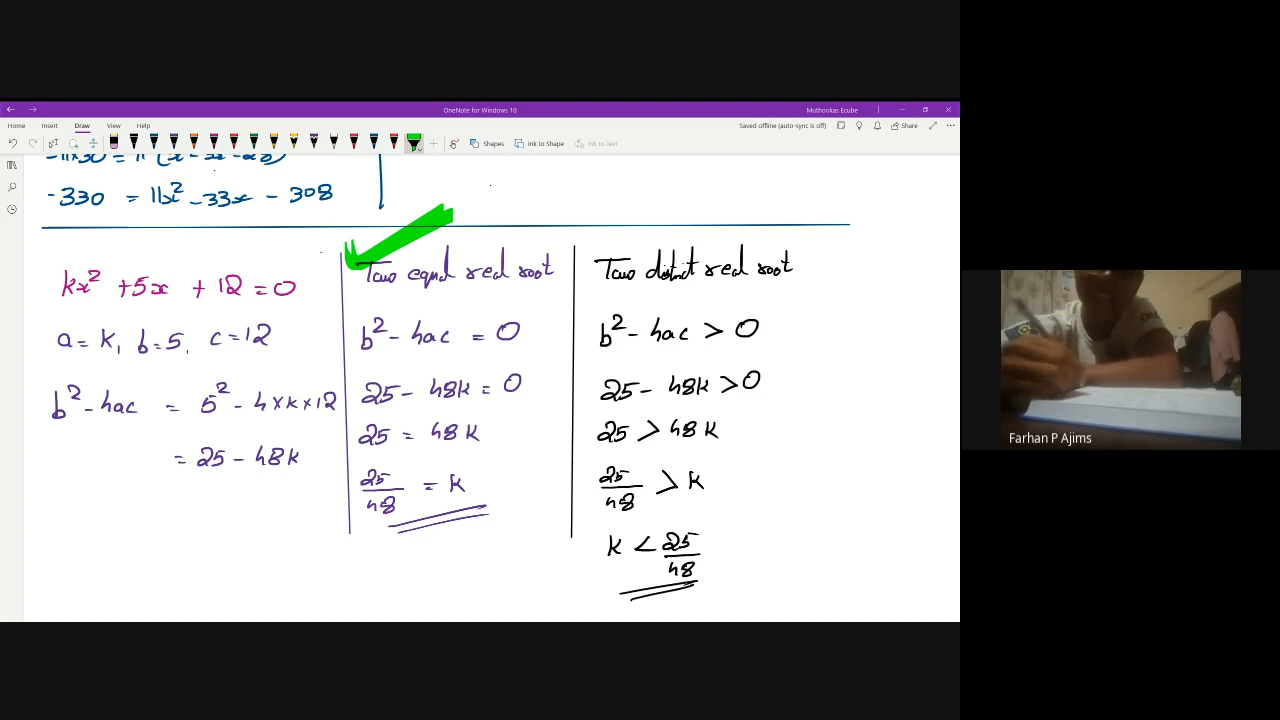 OneNote for Windows 10
Muthookas Ecube
Home Insert Draw View Help
Saved offline (auto-sync is off)
Share
Shapes
Ink to Shape
Ink to Text
-330 = 11x² - 33x - 308
kx² + 5x + 12 = 0
a = k, b = 5, c = 12
b² - 4ac = 5² - 4 × k × 12
= 25 - 48k
Two equal real root
b² - 4ac = 0
25 - 48k = 0
25 = 48k
25/48 = k
Two distinct real root
b² - 4ac > 0
25 - 48k > 0
25 > 48k
25/48 > k
k < 25/48
Farhan P Ajims